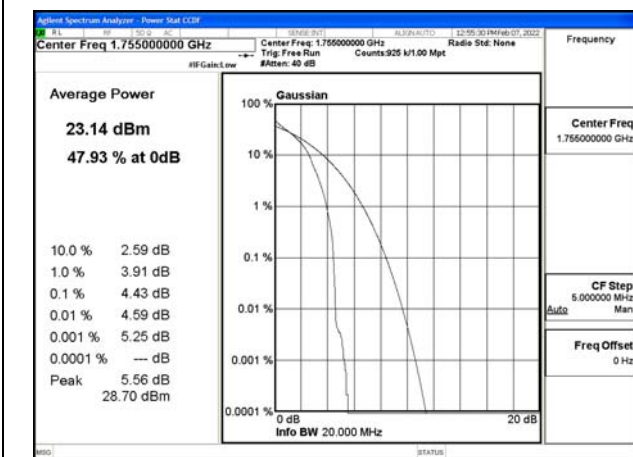 Agilent Spectrum Analyzer - Power Stat CCDF
RL RF 50 Ω AC SENSE:INT ALIGNAUTO 12:55:30 PM Feb 07, 2022
Center Freq 1.755000000 GHz
Center Freq: 1.755000000 GHz Radio Std: None
Trig: Free Run Counts:925 k/1.00 Mpt
#IFGain:Low #Atten: 40 dB
Frequency
Average Power
23.14 dBm
47.93 % at 0dB
10.0 % 2.59 dB
1.0 % 3.91 dB
0.1 % 4.43 dB
0.01 % 4.59 dB
0.001 % 5.25 dB
0.0001 % --- dB
Peak 5.56 dB
28.70 dBm
Gaussian
100 %
10 %
1 %
0.1 %
0.01 %
0.001 %
0.0001 %
0 dB 20 dB
Info BW 20.000 MHz
Center Freq
1.755000000 GHz
CF Step
5.000000 MHz
Auto Man
Freq Offset
0 Hz
MSG STATUS